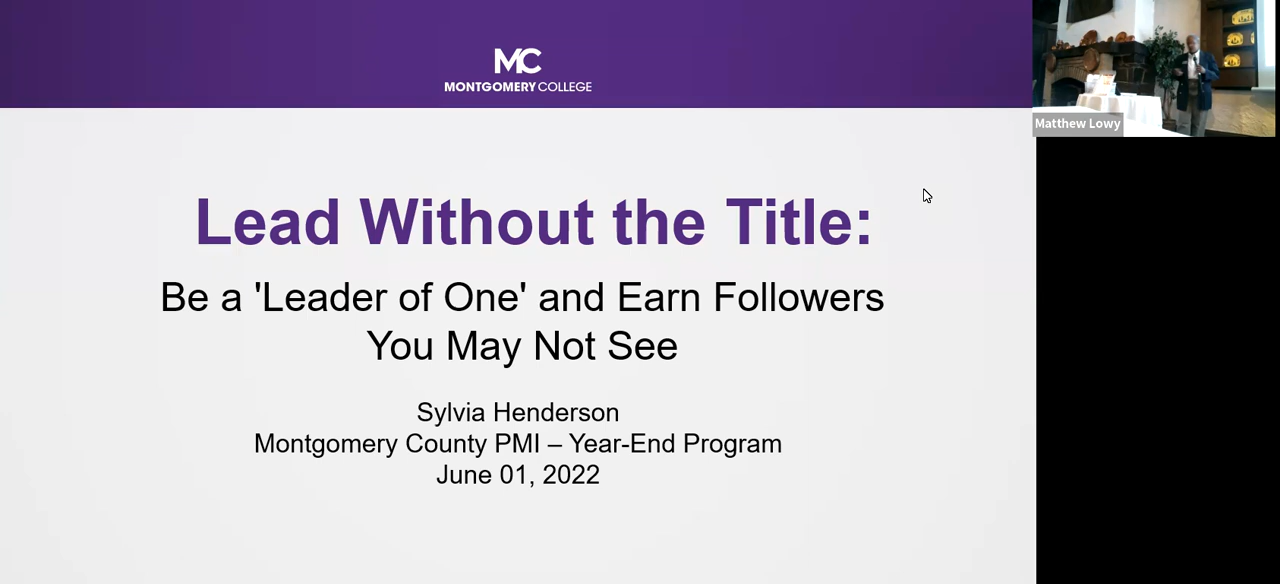 MC
MONTGOMERY COLLEGE
Lead Without the Title:
Be a 'Leader of One' and Earn Followers
You May Not See
Sylvia Henderson
Montgomery County PMI – Year-End Program
June 01, 2022
Matthew Lowy